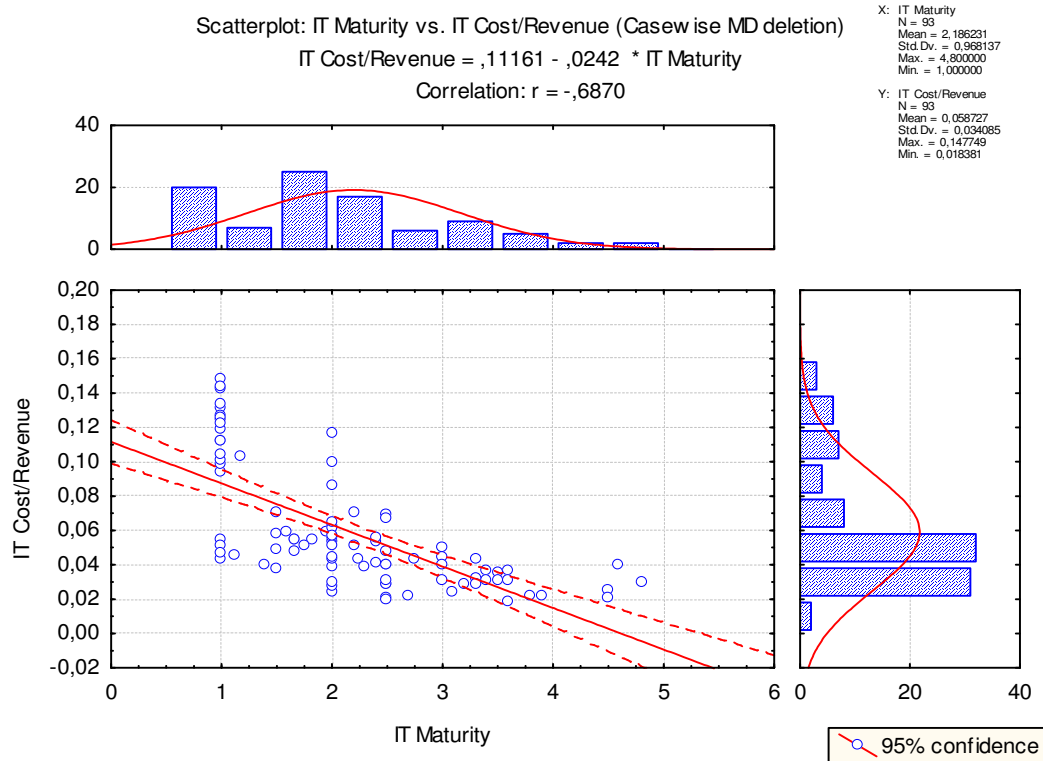 Scatterplot: IT Maturity vs. IT Cost/Revenue (Casewise MD deletion)
IT Cost/Revenue = ,11161 - ,0242 * IT Maturity
Correlation: r = -,6870
X: IT Maturity
N = 93
Mean = 2,186231
Std.Dv. = 0,968137
Max. = 4,800000
Min. = 1,000000
Y: IT Cost/Revenue
N = 93
Mean = 0,058727
Std.Dv. = 0,034085
Max. = 0,147749
Min. = 0,018381
40
20
0
0,20
0,18
0,16
0,14
0,12
0,10
0,08
0,06
0,04
0,02
0,00
-0,02
IT Cost/Revenue
0 1 2 3 4 5 6
IT Maturity
0 20 40
95% confidence